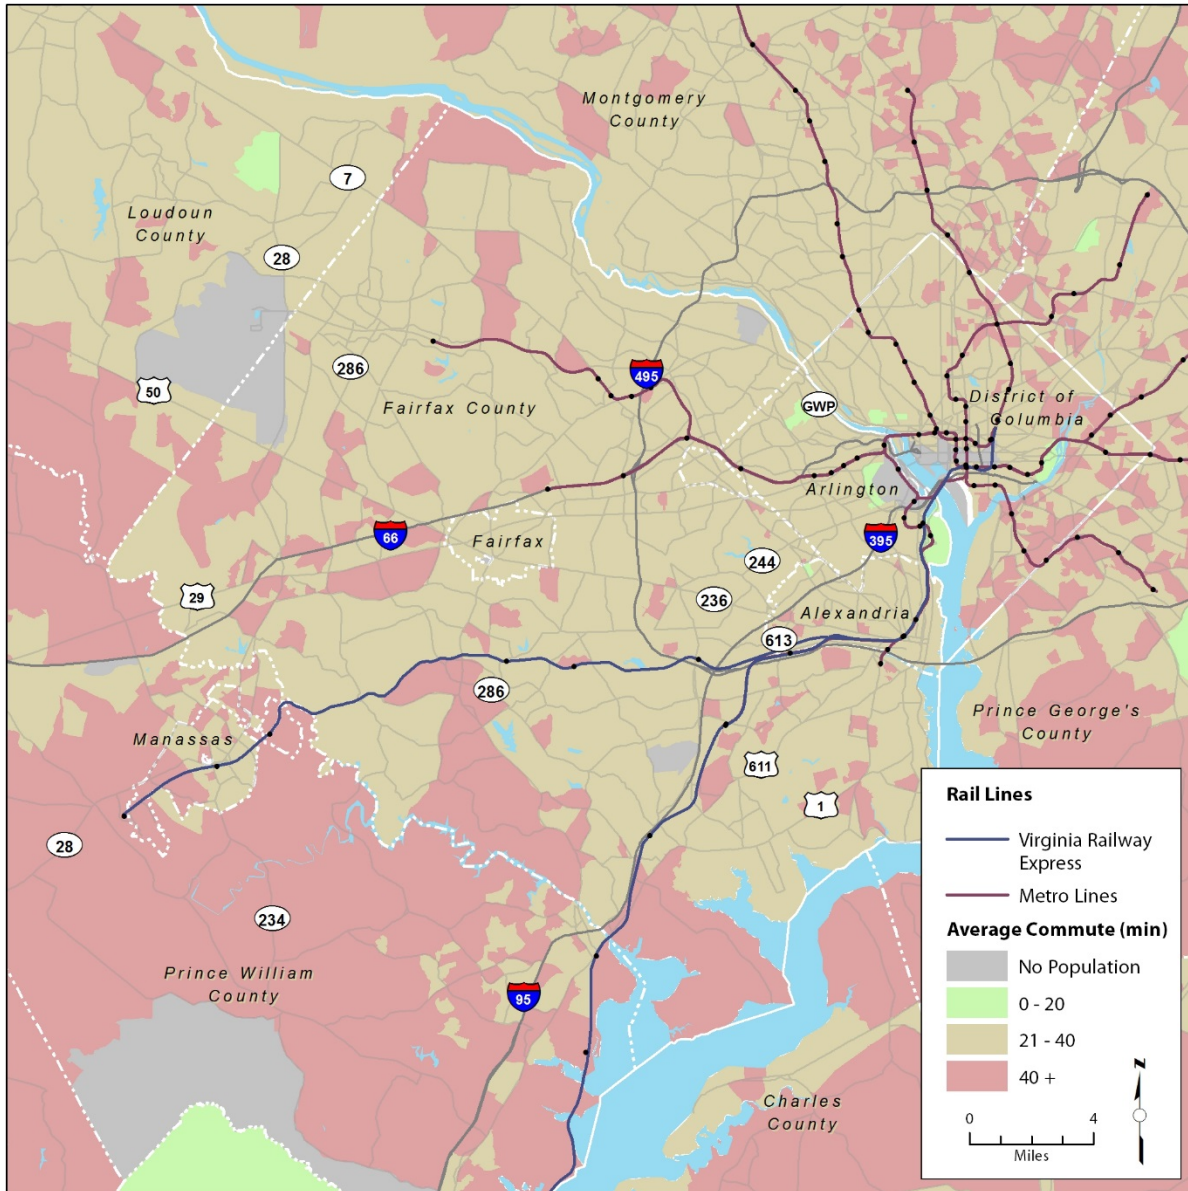 Montgomery
County
7
Loudoun
County
28
286
50
495
Fairfax County
GWP
District of
Columbia
Arlington
66
Fairfax
395
244
29
236
Alexandria
613
286
Manassas
Prince George's
County
611
1
28
234
Prince William
County
95
Charles
County
Rail Lines
Virginia Railway
Express
Metro Lines
Average Commute (min)
No Population
0 - 20
21 - 40
40 +
N
0
4
Miles